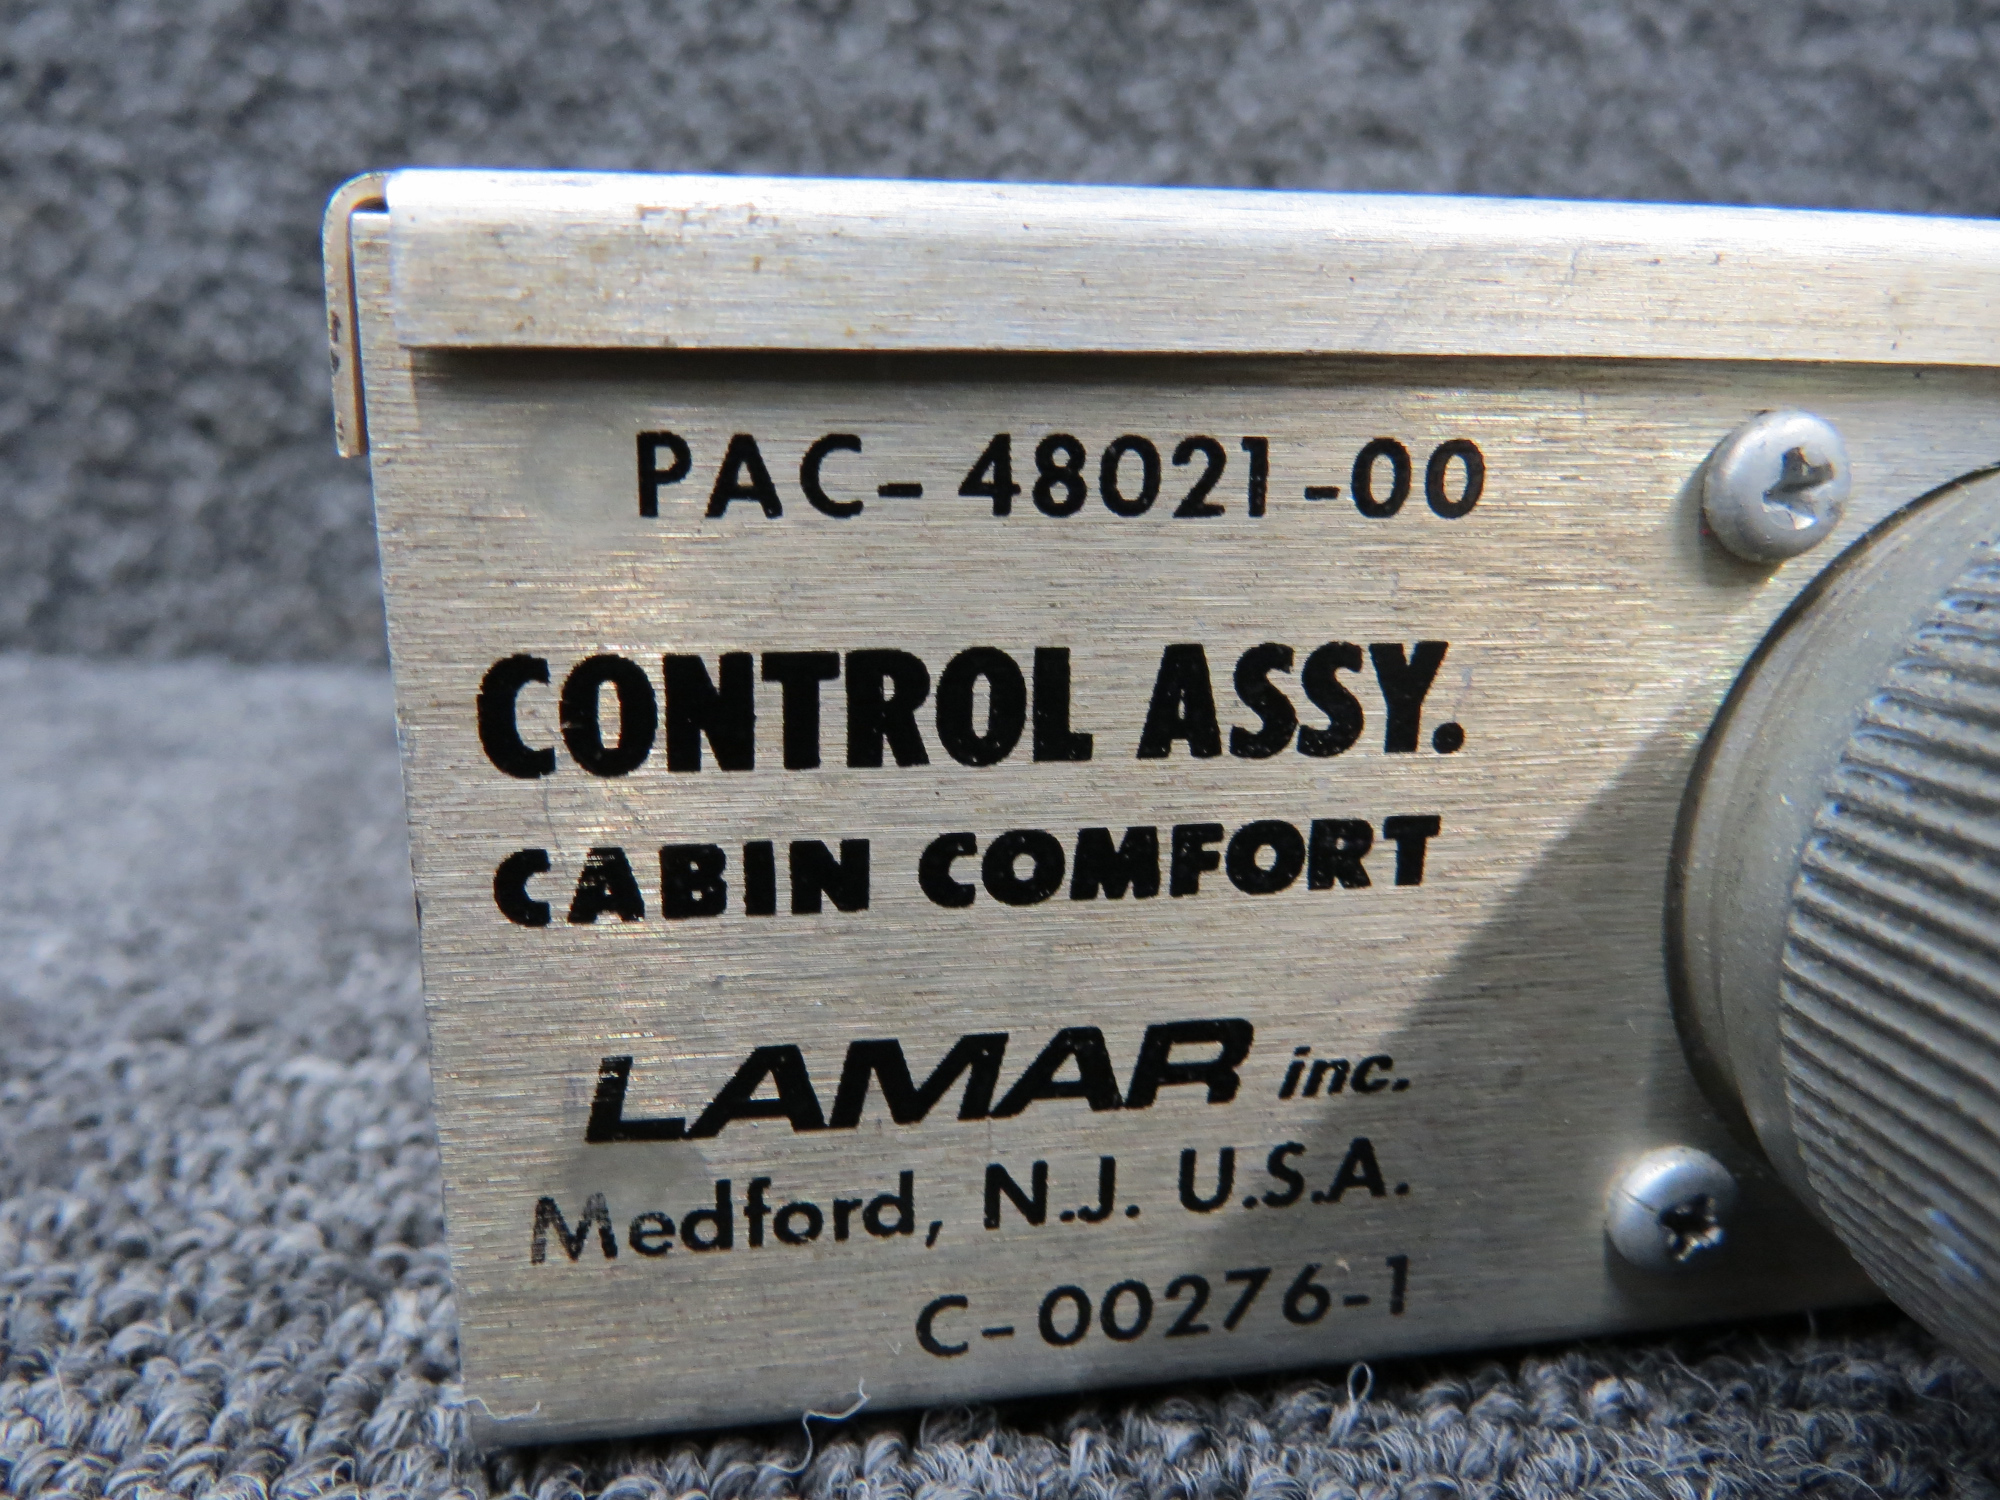 PAC-48021-00
CONTROL ASSY.
CABIN COMFORT
LAMAR inc.
Medford, N.J. U.S.A.
C-00276-1